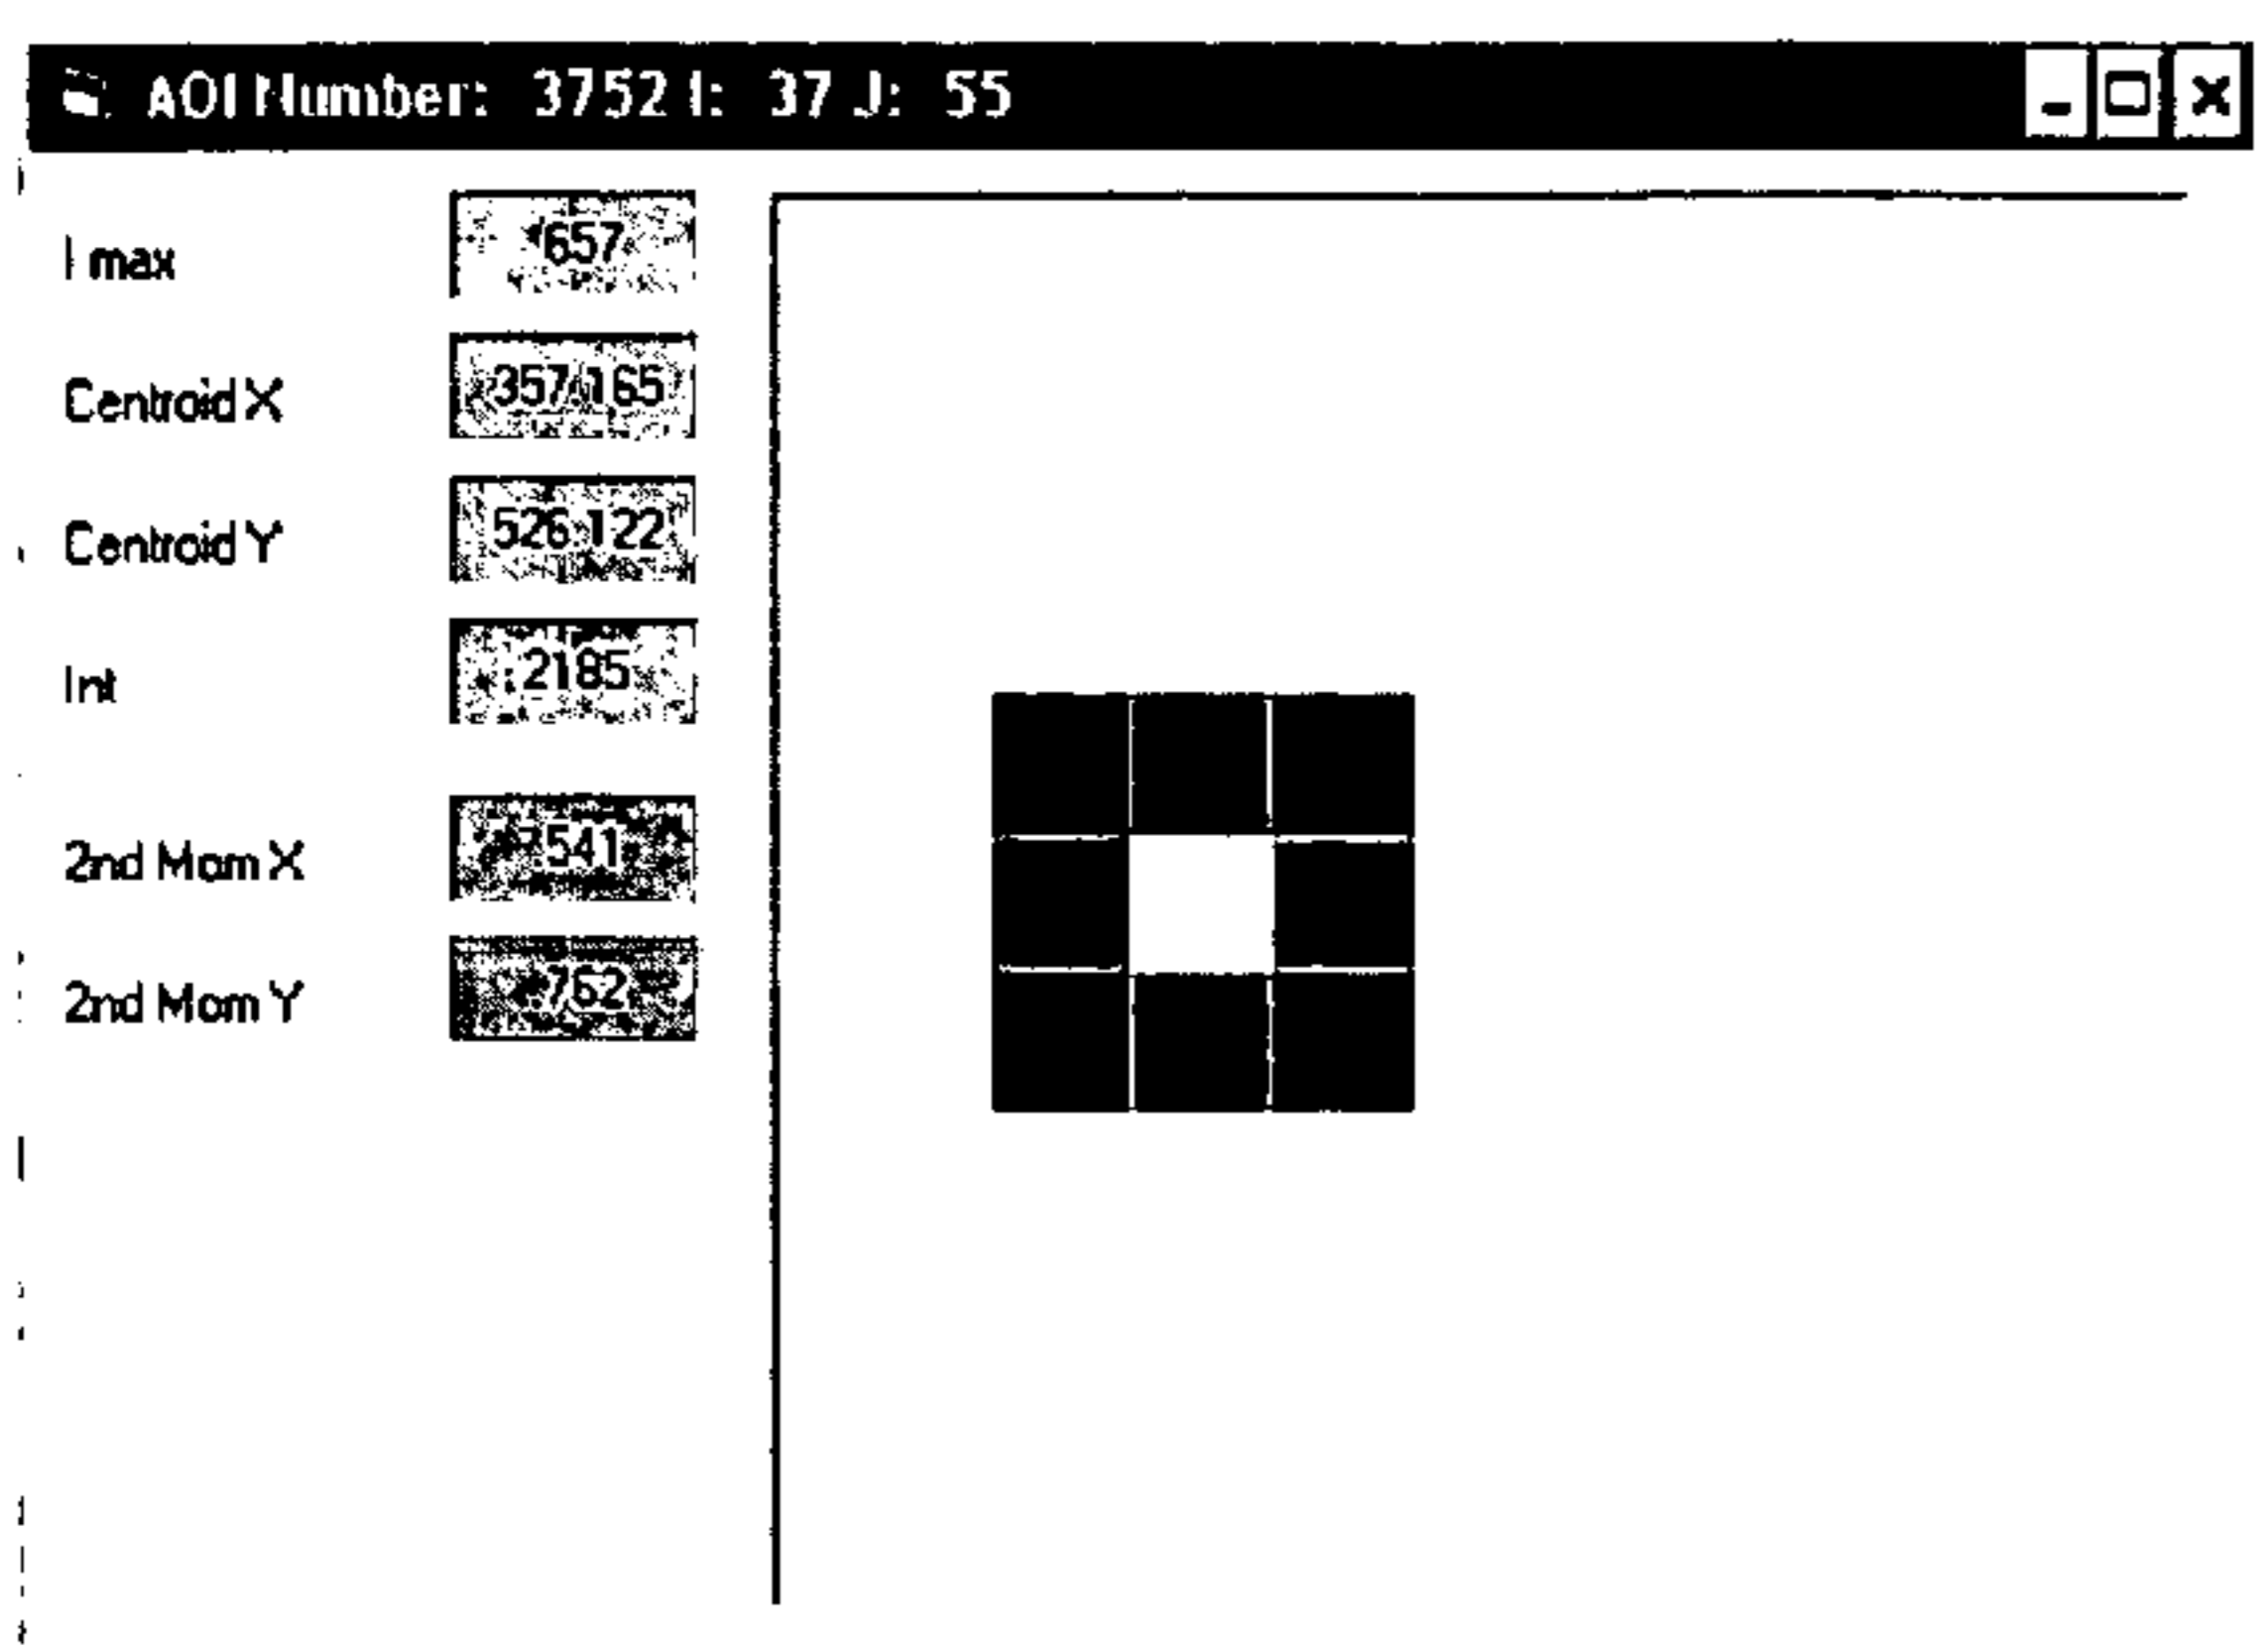 AOI Number: 3752 I: 37 J: 55
I max 657
Centroid X 357.165
Centroid Y 526.122
Int 2185
2nd Mom X .541
2nd Mom Y .762